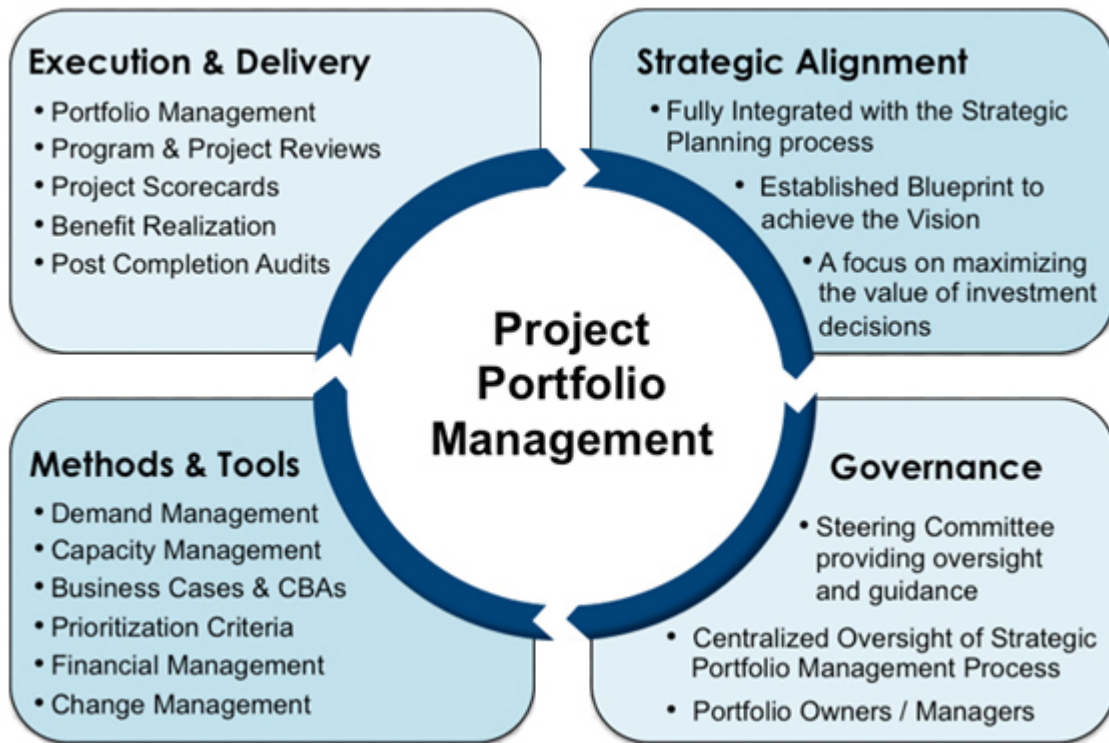 Execution & Delivery
• Portfolio Management
• Program & Project Reviews
• Project Scorecards
• Benefit Realization
• Post Completion Audits
Strategic Alignment
• Fully Integrated with the Strategic
Planning process
• Established Blueprint to
achieve the Vision
• A focus on maximizing
the value of investment
decisions
Project
Portfolio
Management
Methods & Tools
• Demand Management
• Capacity Management
• Business Cases & CBAs
• Prioritization Criteria
• Financial Management
• Change Management
Governance
• Steering Committee
providing oversight
and guidance
• Centralized Oversight of Strategic
Portfolio Management Process
• Portfolio Owners / Managers